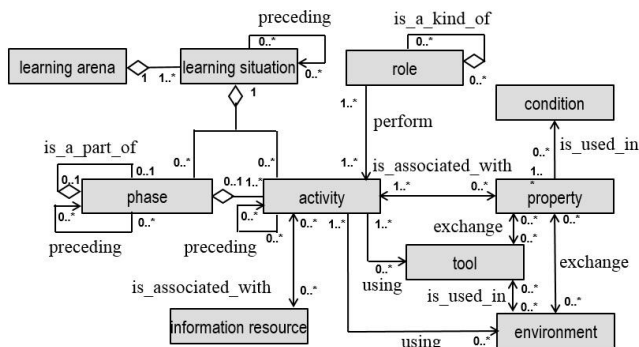 preceding
is_a_kind_of
0..*
0..*
learning arena
1
1..*
learning situation
0..*
role
0..*
1
1..*
condition
perform
is_a_part_of
0..*
is_used_in
0..1
0..1
0..*
0..*
1..*
is_associated_with
1..*
phase
0..1
1..*
activity
1..*
0..*
property
0..*
0..*
0..*
0..*
0..*
1..*
1..*
0..*
0..*
preceding
preceding
exchange
0..*
tool
exchange
0..*
using
is_associated_with
is_used_in
0..*
0..*
0..*
0..*
information resource
using
0..*
environment